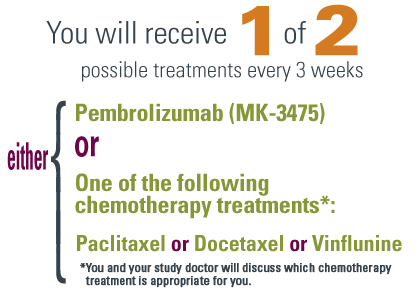 You will receive 1 of 2
possible treatments every 3 weeks
Pembrolizumab (MK-3475)
either
or
One of the following
chemotherapy treatments*:
Paclitaxel or Docetaxel or Vinflunine
*You and your study doctor will discuss which chemotherapy
treatment is appropriate for you.